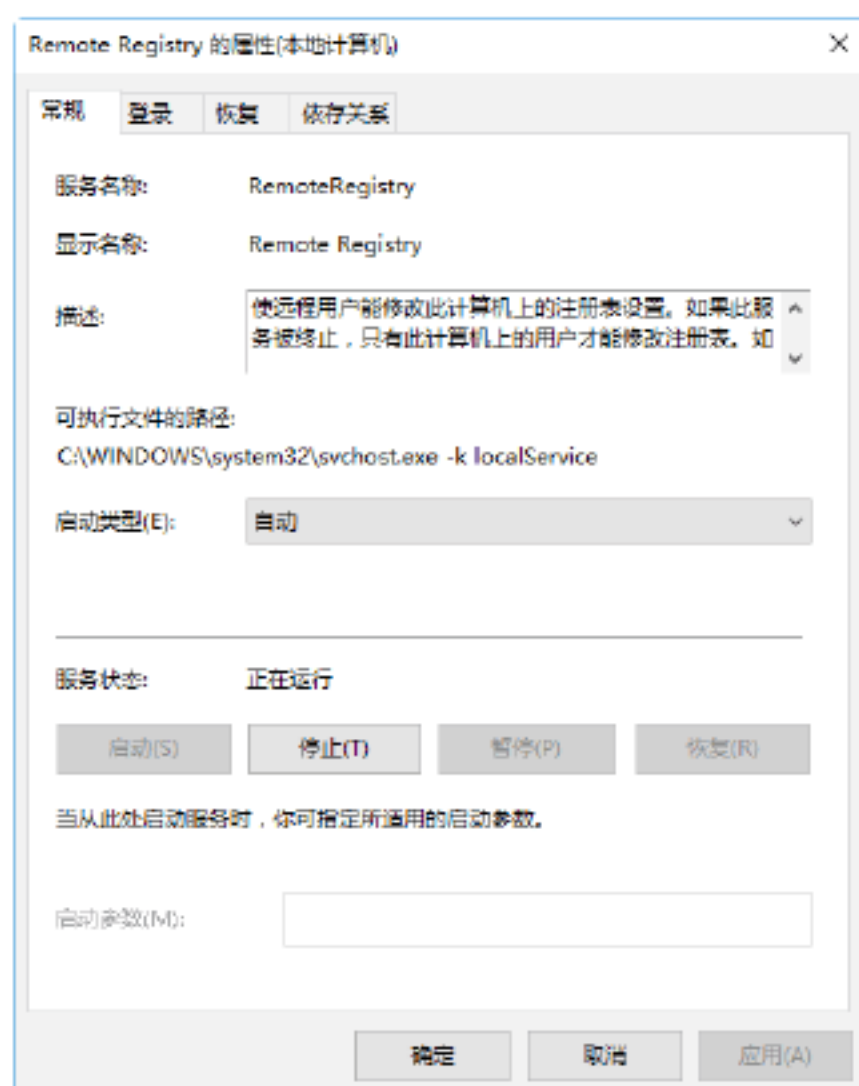 Remote Registry 的属性(本地计算机)
常规 登录 恢复 依存关系
服务名称: RemoteRegistry
显示名称: Remote Registry
描述: 使远程用户能修改此计算机上的注册表设置。如果此服
务被终止，只有此计算机上的用户才能修改注册表。如
可执行文件的路径:
C:\WINDOWS\system32\svchost.exe -k localService
启动类型(E): 自动
服务状态: 正在运行
启动(S) 停止(T) 暂停(P) 恢复(R)
当从此处启动服务时，你可指定所适用的启动参数。
启动参数(M):
确定 取消 应用(A)